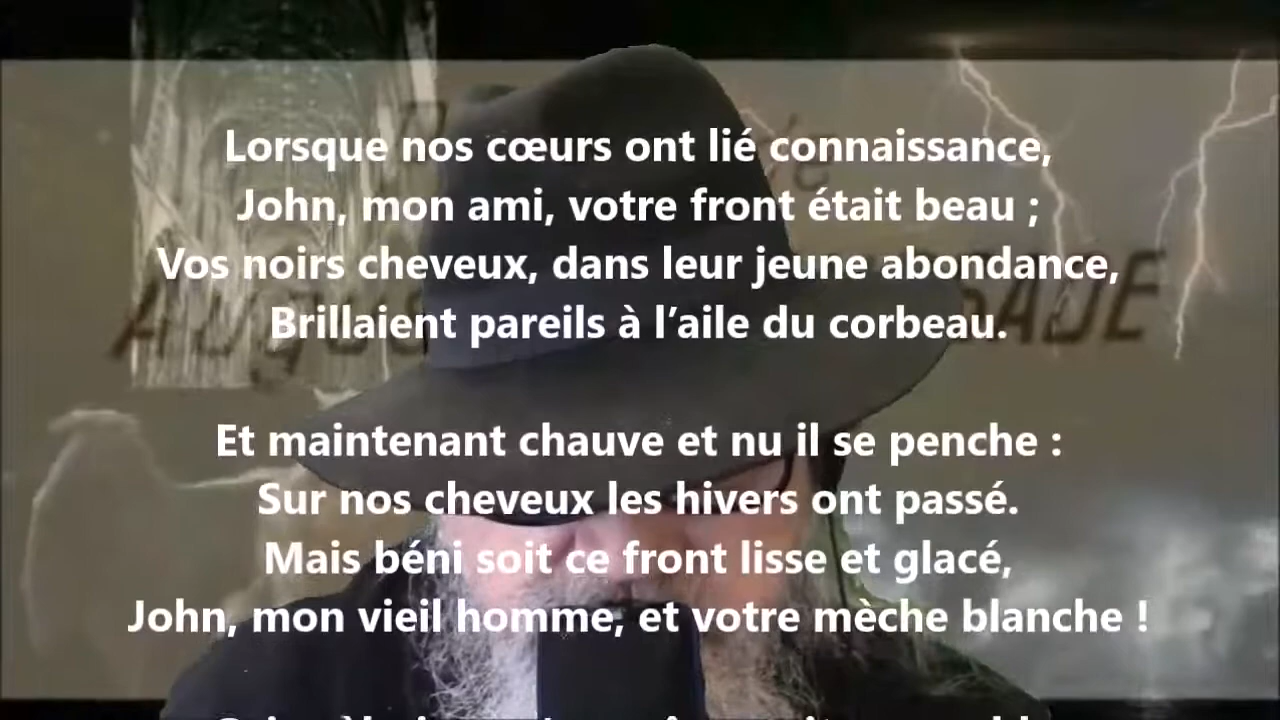 Lorsque nos cœurs ont lié connaissance,
John, mon ami, votre front était beau ;
Vos noirs cheveux, dans leur jeune abondance,
Brillaient pareils à l’aile du corbeau.
Et maintenant chauve et nu il se penche :
Sur nos cheveux les hivers ont passé.
Mais béni soit ce front lisse et glacé,
John, mon vieil homme, et votre mèche blanche !